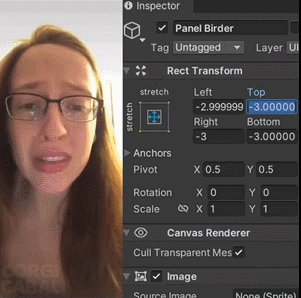 Inspector
Panel Birder
Tag Untagged Layer
Rect Transform
stretch Left Top
stretch -2.999999 -3.00000
Right Bottom
-3 -3.00000
Anchors
Pivot X 0.5 Y 0.5
Rotation X 0 Y 0
Scale X 1 Y 1
Canvas Renderer
Cull Transparent Mes
Image
Source Image None (Sprite)